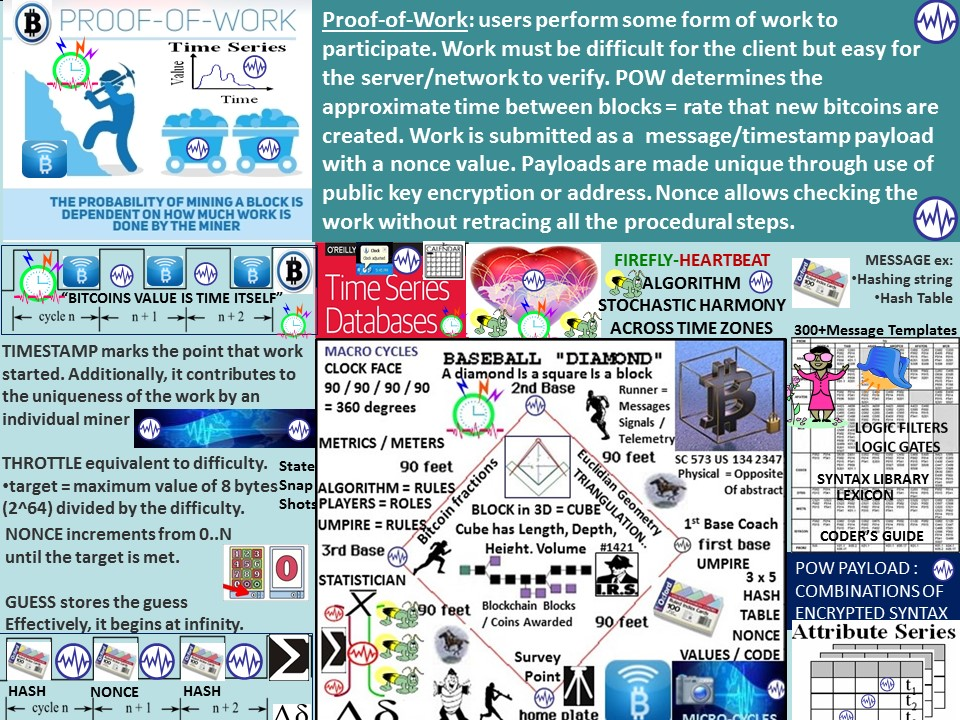 PROOF-OF-WORK
Time Series
Value
Time
THE PROBABILITY OF MINING A BLOCK IS
DEPENDENT ON HOW MUCH WORK IS
DONE BY THE MINER
Proof-of-Work: users perform some form of work to
participate. Work must be difficult for the client but easy for
the server/network to verify. POW determines the
approximate time between blocks = rate that new bitcoins are
created. Work is submitted as a message/timestamp payload
with a nonce value. Payloads are made unique through use of
public key encryption or address. Nonce allows checking the
work without retracing all the procedural steps.
"BITCOINS VALUE IS TIME ITSELF"
cycle n
n + 1
n + 2
O'REILLY
CALENDAR
Time Series
Databases
FIREFLY-HEARTBEAT
ALGORITHM
STOCHASTIC HARMONY
ACROSS TIME ZONES
MESSAGE ex:
•Hashing string
•Hash Table
300+Message Templates
TIMESTAMP marks the point that work
started. Additionally, it contributes to
the uniqueness of the work by an
individual miner
THROTTLE equivalent to difficulty.
•target = maximum value of 8 bytes
(2^64) divided by the difficulty.
NONCE increments from 0..N
until the target is met.
GUESS stores the guess
Effectively, it begins at infinity.
State
Snap
Shots
HASH
NONCE
HASH
cycle n
n + 1
n + 2
MACRO CYCLES
CLOCK FACE
90 / 90 / 90 / 90
= 360 degrees
BASEBALL "DIAMOND"
A diamond Is a square Is a block
2nd Base
Runner =
Messages
Signals /
Telemetry
METRICS / METERS
90 feet
90 feet
SC 573 US 134 2347
Physical = Opposite
Of abstract
ALGORITHM = RULES
PLAYERS = ROLES
UMPIRE = RULES
Bitcoin fractions
Euclidian Geometry
TRIANGULATION..
BLOCK in 3D = CUBE
Cube has Length, Depth,
Height, Volume
#1421
I.R.S.
3rd Base
1st Base Coach
first base
UMPIRE
STATISTICIAN
Blockchain Blocks
/ Coins Awarded
90 feet
90 feet
3 x 5
HASH
TABLE
NONCE
VALUES / CODE
Oxford
Survey
Point
home plate
MICRO-CYCLES
LOGIC FILTERS
LOGIC GATES
SYNTAX LIBRARY
LEXICON
CODER'S GUIDE
POW PAYLOAD :
COMBINATIONS OF
ENCRYPTED SYNTAX
Attribute Series
t₁
t₂